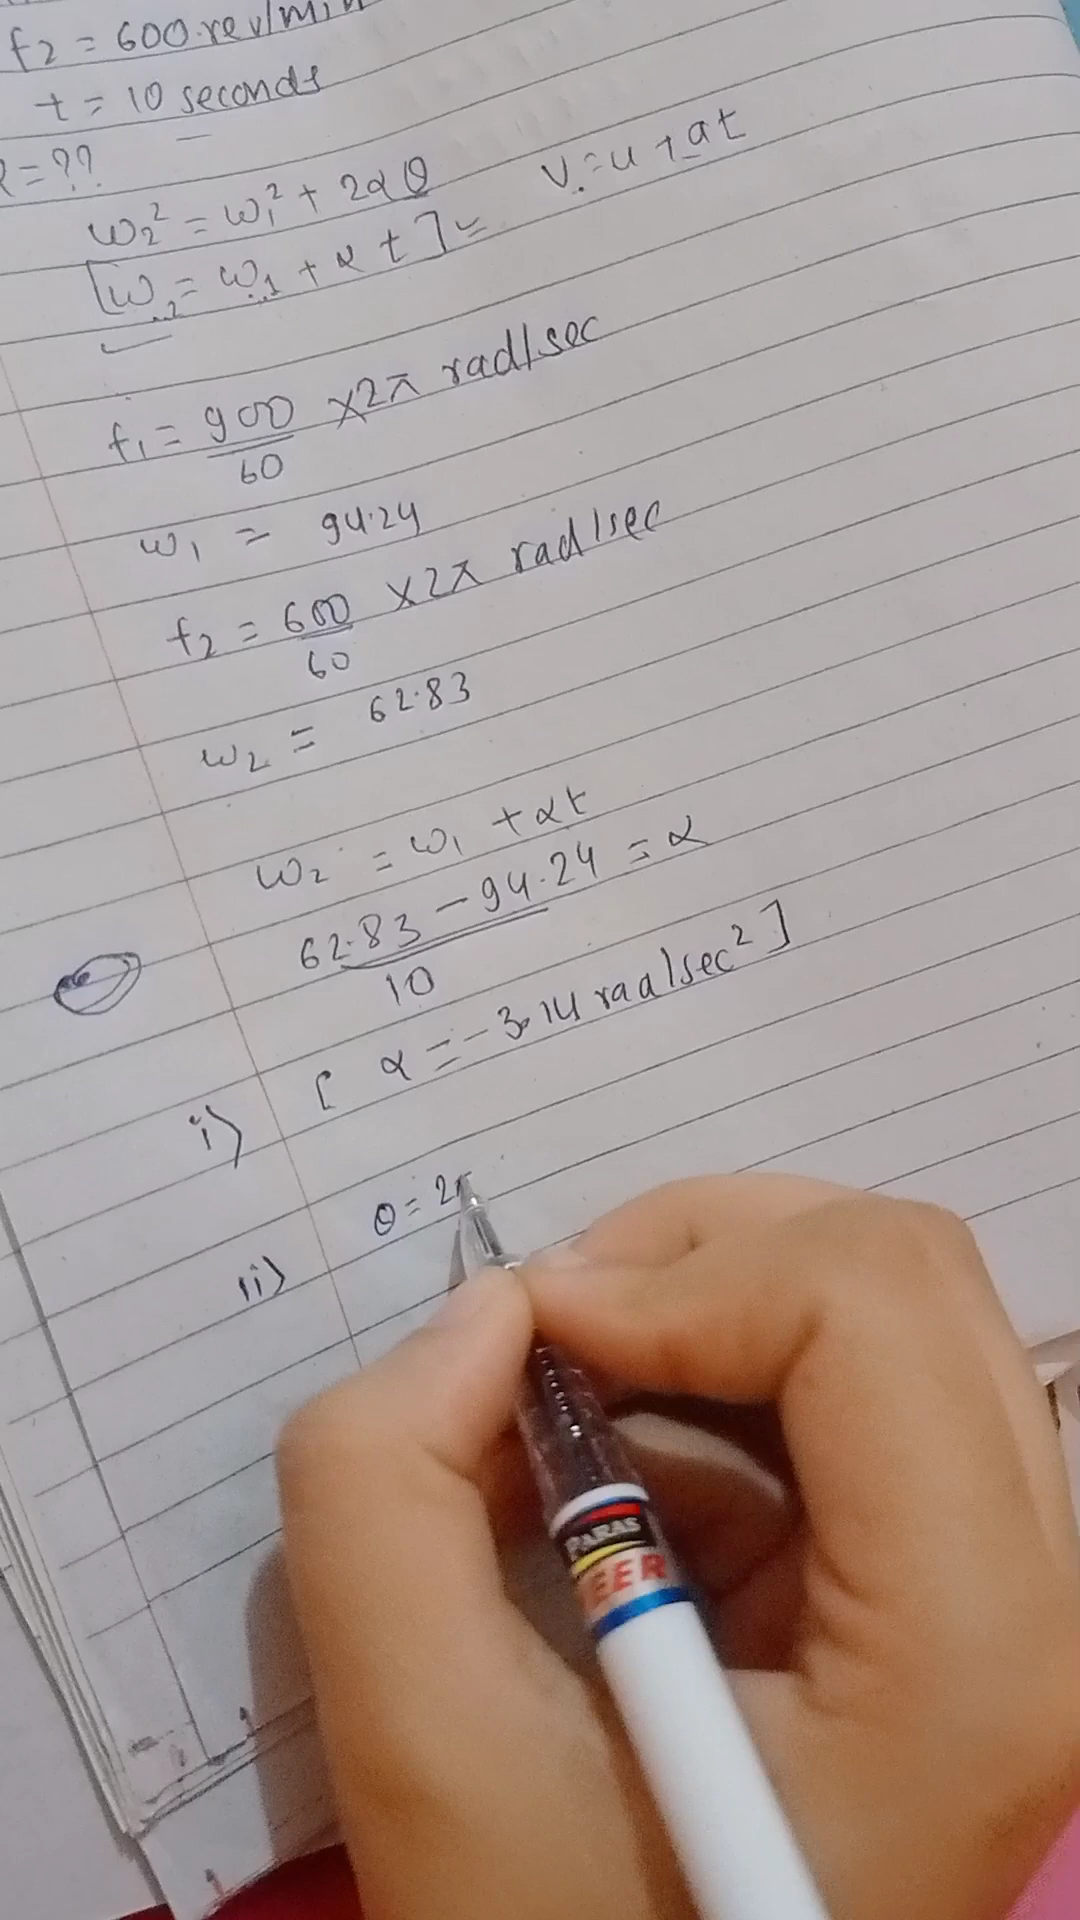 f2 = 600 rev/min
t = 10 seconds
= ??
ω2² = ω1² + 2αθ
v = u + at
[ω2 = ω1 + αt]
f1 = 900/60 × 2π rad/sec
ω1 = 94.24
f2 = 600/60 × 2π rad/sec
ω2 = 62.83
ω2 = ω1 + αt
62.83 - 94.24 / 10 = α
i) [α = -3.14 rad/sec²]
ii) θ = 2π
PARAS